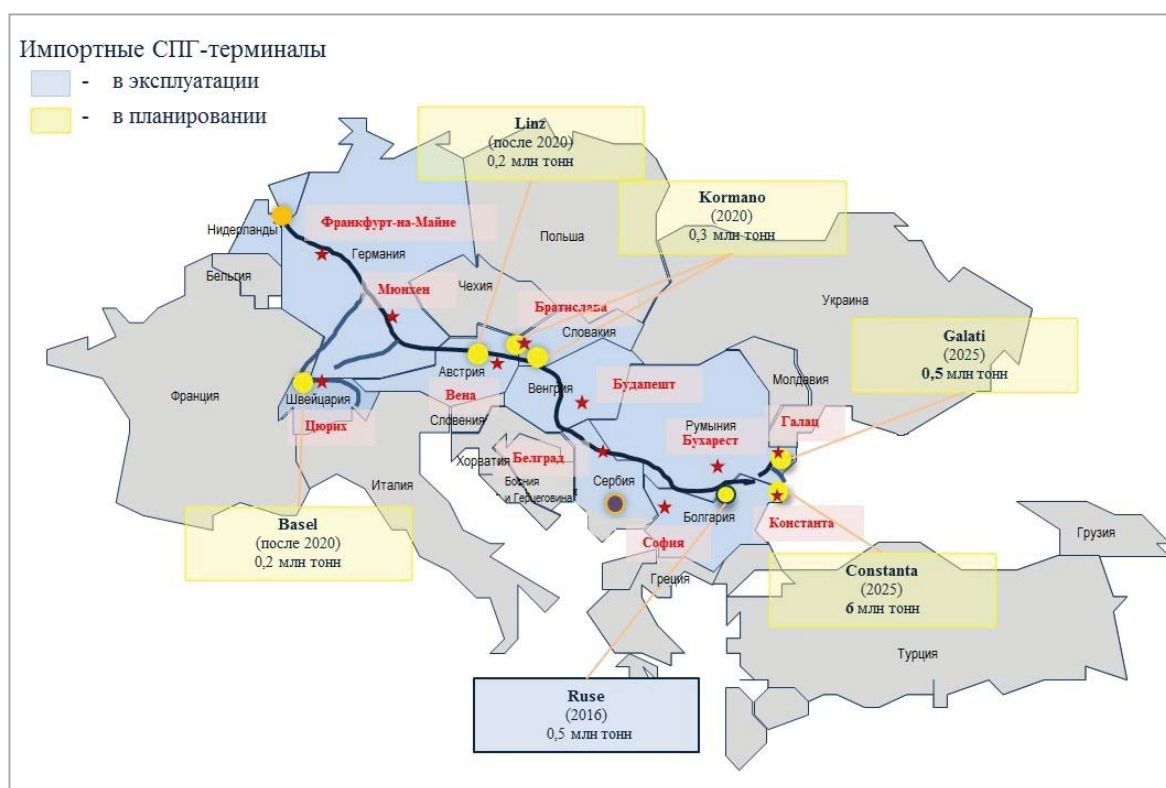 Импортные СПГ-терминалы
- в эксплуатации
- в планировании
Linz
(после 2020)
0,2 млн тонн
Kormano
(2020)
0,3 млн тонн
Нидерланды
Франкфурт-на-Майне
Германия
Польша
Бельгия
Чехия
Мюнхен
Братислава
Словакия
Украина
Galati
(2025)
0,5 млн тонн
Австрия
Венгрия
Будапешт
Молдавия
Франция
Швейцария
Вена
Цюрих
Словения
Румыния
Галац
Бухарест
Хорватия
Белград
Италия
Босния
и Герцеговина
Сербия
Болгария
Константа
София
Греция
Грузия
Basel
(после 2020)
0,2 млн тонн
Constanta
(2025)
6 млн тонн
Турция
Ruse
(2016)
0,5 млн тонн